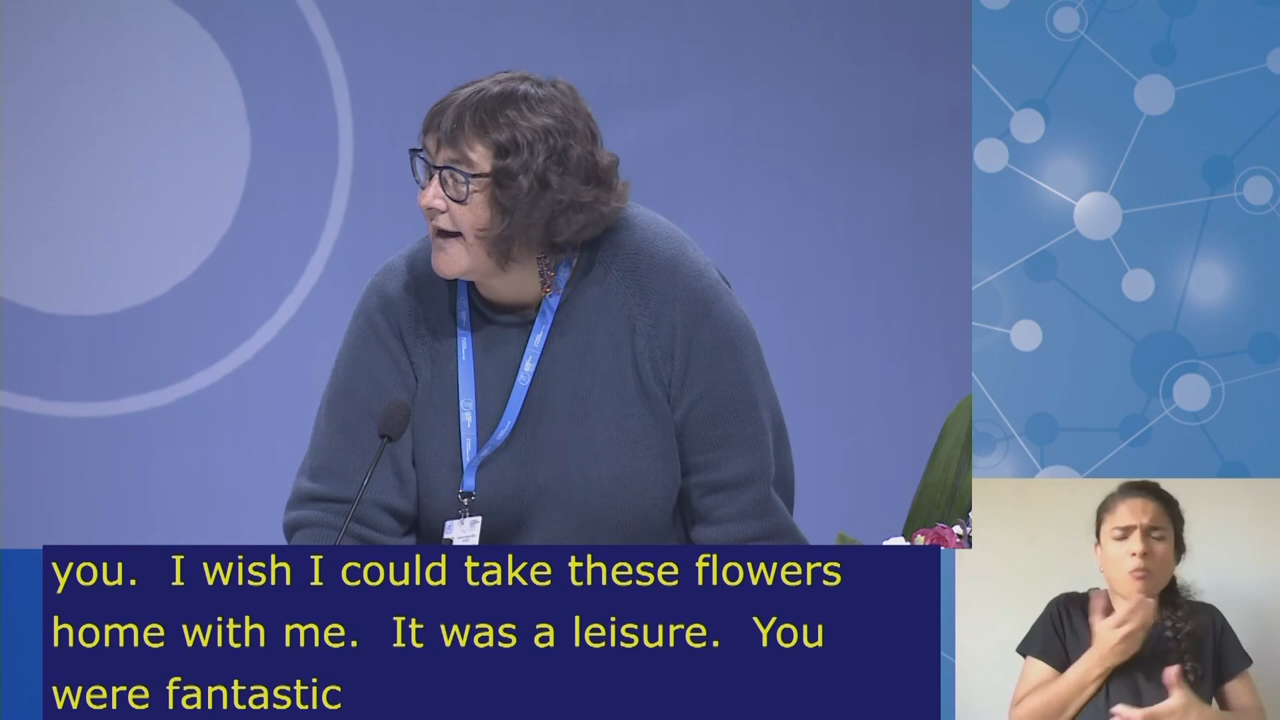 you.  I wish I could take these flowers
home with me.  It was a leisure.  You
were fantastic